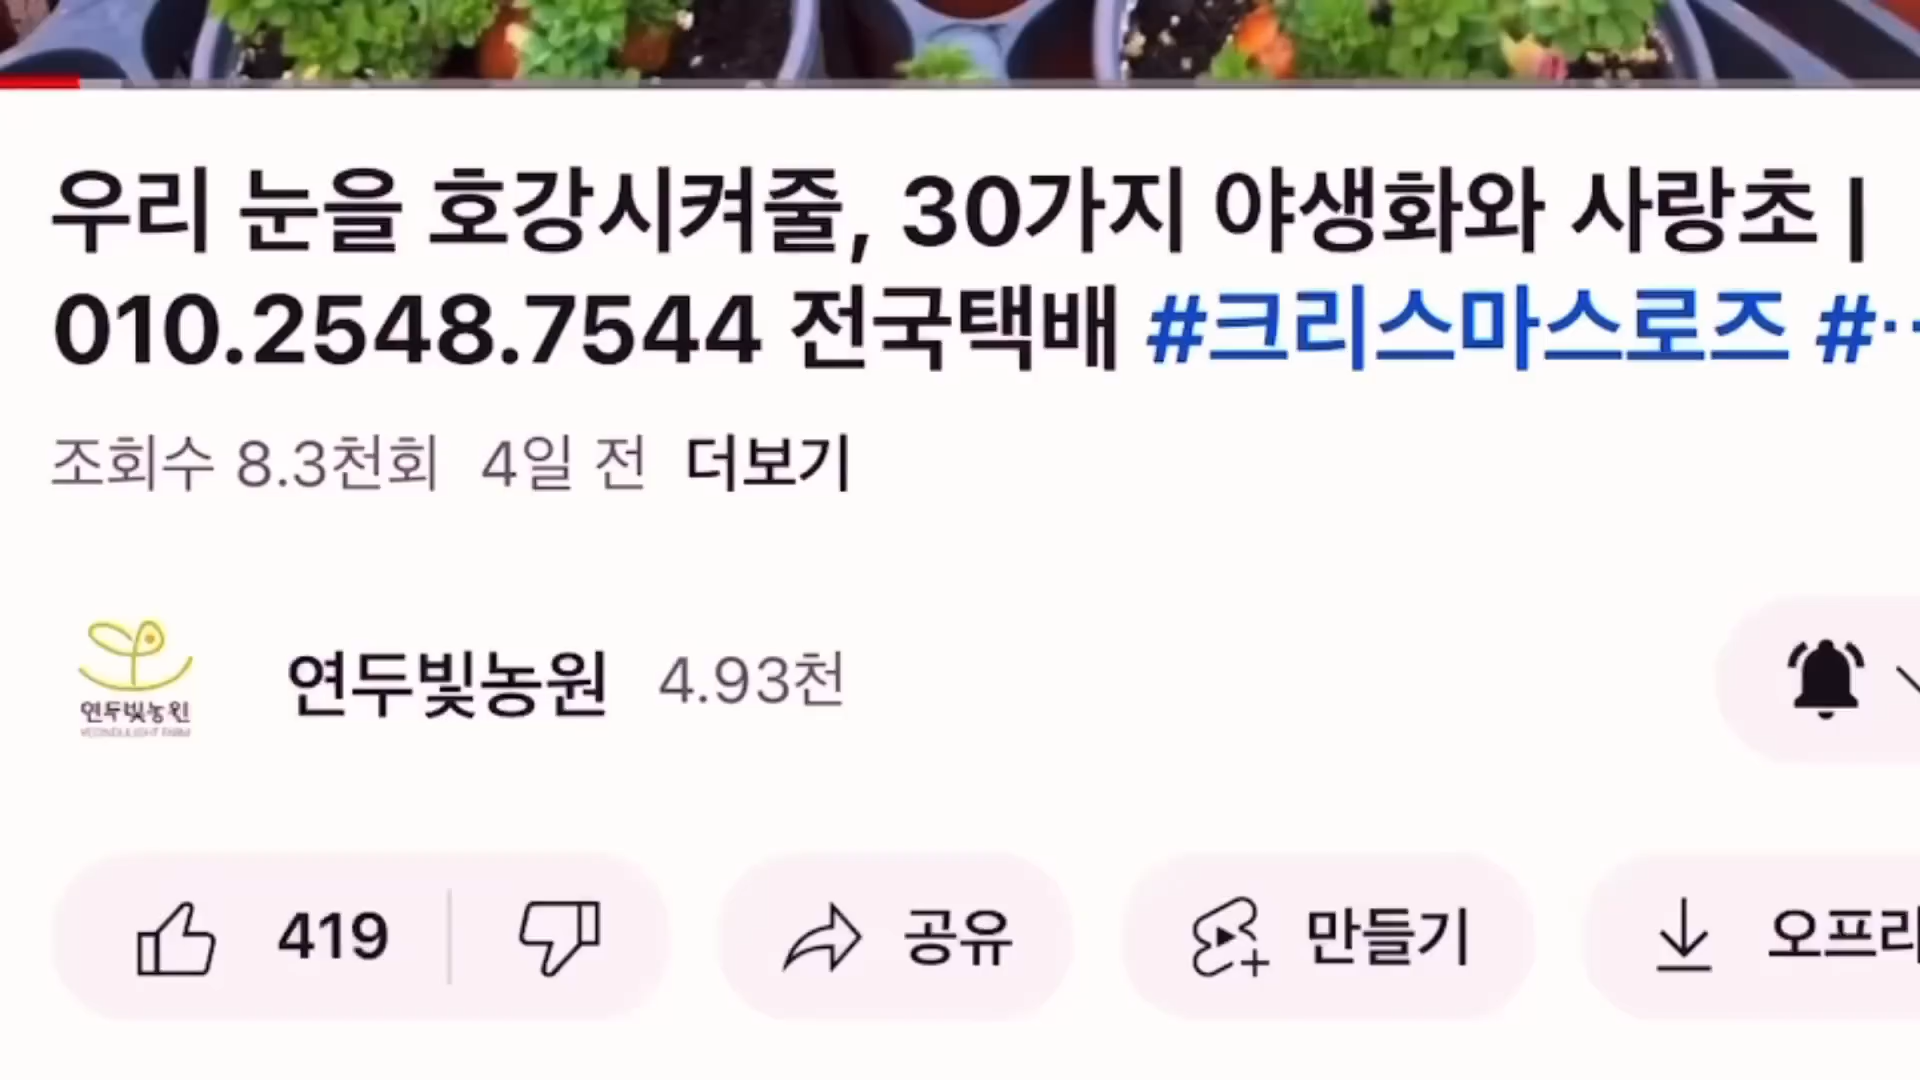 우리 눈을 호강시켜줄, 30가지 야생화와 사랑초 |
010.2548.7544 전국택배 #크리스마스로즈 #…
조회수 8.3천회 4일 전 더보기
연두빛농원
연두빛농원 4.93천
419 공유 만들기 오프라